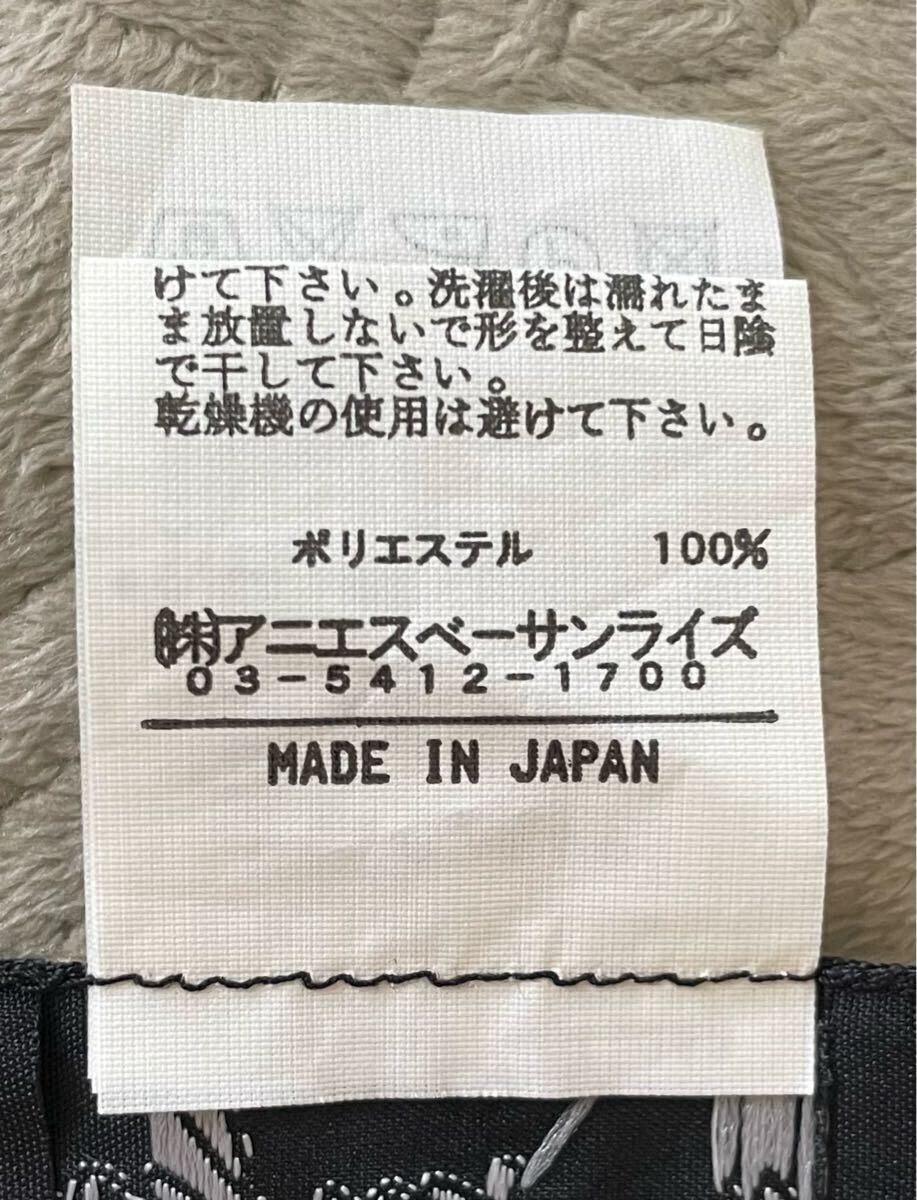 けて下さい。洗濯後は濡れたま
ま放置しないで形を整えて日陰
で干して下さい。
乾燥機の使用は避けて下さい。
ポリエステル 100%
㈱アニエスベーサンライズ
03-5412-1700
MADE IN JAPAN